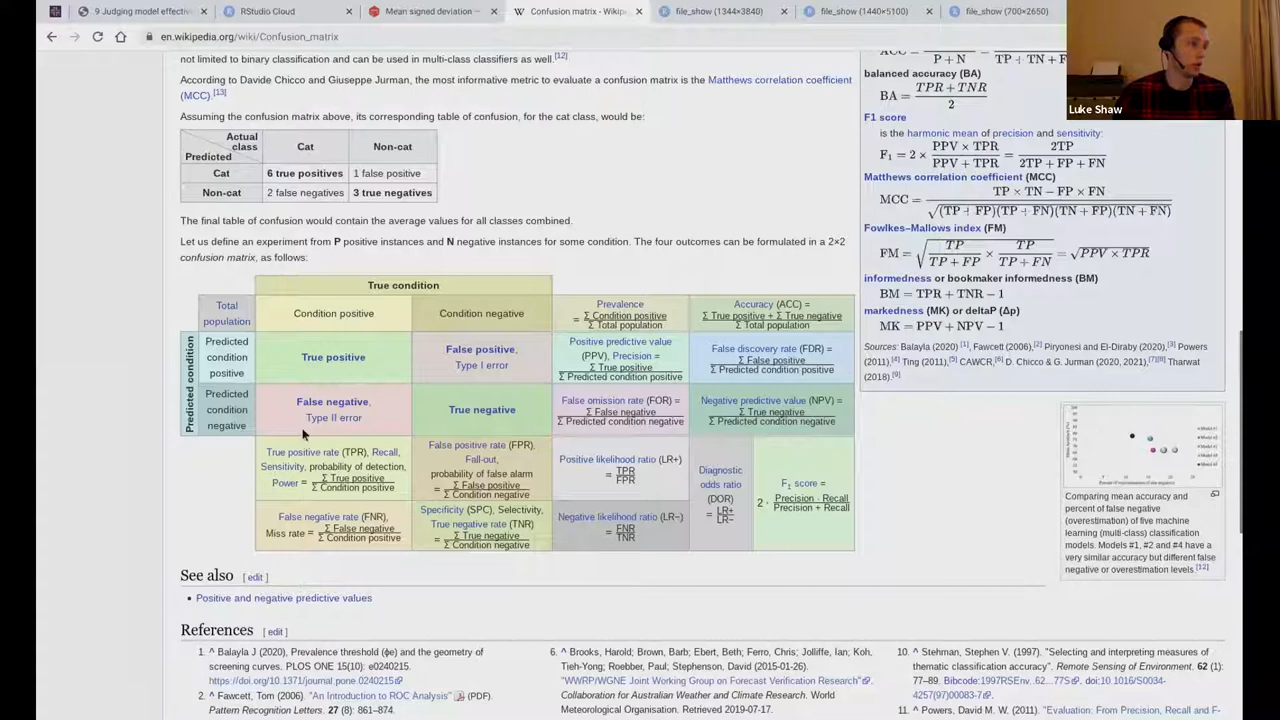 9 Judging model effective
RStudio Cloud
Mean signed deviation –
Confusion matrix - Wikipe
file_show (1344×3840)
file_show (1440×5100)
file_show (700×2650)
en.wikipedia.org/wiki/Confusion_matrix
Luke Shaw
not limited to binary classification and can be used in multi-class classifiers as well.[12]
According to Davide Chicco and Giuseppe Jurman, the most informative metric to evaluate a confusion matrix is the Matthews correlation coefficient
(MCC).[13]
Assuming the confusion matrix above, its corresponding table of confusion, for the cat class, would be:
Actual class
Predicted
Cat
Non-cat
Cat
6 true positives
1 false positive
Non-cat
2 false negatives
3 true negatives
The final table of confusion would contain the average values for all classes combined.
Let us define an experiment from P positive instances and N negative instances for some condition. The four outcomes can be formulated in a 2×2
confusion matrix, as follows:
True condition
Total
population
Condition positive
Condition negative
Prevalence
= Σ Condition positive / Σ Total population
Accuracy (ACC) =
Σ True positive + Σ True negative / Σ Total population
Predicted condition
Predicted
condition
positive
True positive
False positive,
Type I error
Positive predictive value
(PPV), Precision =
Σ True positive / Σ Predicted condition positive
False discovery rate (FDR) =
Σ False positive / Σ Predicted condition positive
Predicted
condition
negative
False negative,
Type II error
True negative
False omission rate (FOR) =
Σ False negative / Σ Predicted condition negative
Negative predictive value (NPV) =
Σ True negative / Σ Predicted condition negative
True positive rate (TPR), Recall,
Sensitivity, probability of detection,
Power = Σ True positive / Σ Condition positive
False positive rate (FPR),
Fall-out,
probability of false alarm
= Σ False positive / Σ Condition negative
Positive likelihood ratio (LR+)
= TPR / FPR
Diagnostic
odds ratio
(DOR)
= LR+ / LR−
F1 score =
2 · Precision · Recall / Precision + Recall
False negative rate (FNR),
Miss rate = Σ False negative / Σ Condition positive
Specificity (SPC), Selectivity,
True negative rate (TNR)
= Σ True negative / Σ Condition negative
Negative likelihood ratio (LR−)
= FNR / TNR
See also [ edit ]
• Positive and negative predictive values
References [ edit ]
1. ^ Balayla J (2020), Prevalence threshold (ϕe) and the geometry of
screening curves. PLOS ONE 15(10): e0240215.
https://doi.org/10.1371/journal.pone.0240215
2. ^ Fawcett, Tom (2006). "An Introduction to ROC Analysis" (PDF).
Pattern Recognition Letters. 27 (8): 861–874.
6. ^ Brooks, Harold; Brown, Barb; Ebert, Beth; Ferro, Chris; Jolliffe, Ian; Koh,
Tieh-Yong; Roebber, Paul; Stephenson, David (2015-01-26).
"WWRP/WGNE Joint Working Group on Forecast Verification Research".
Collaboration for Australian Weather and Climate Research. World
Meteorological Organisation. Retrieved 2019-07-17.
10. ^ Stehman, Stephen V. (1997). "Selecting and interpreting measures of
thematic classification accuracy". Remote Sensing of Environment. 62 (1):
77–89. Bibcode:1997RSEnv..62...77S. doi:10.1016/S0034-
4257(97)00083-7.
11. ^ Powers, David M. W. (2011). "Evaluation: From Precision, Recall and F-
P + N
balanced accuracy (BA)
BA = TPR + TNR / 2
F1 score
is the harmonic mean of precision and sensitivity:
F1 = 2 × PPV × TPR / PPV + TPR = 2TP / 2TP + FP + FN
Matthews correlation coefficient (MCC)
MCC = TP × TN − FP × FN / √(TP + FP)(TP + FN)(TN + FP)(TN + FN)
Fowlkes–Mallows index (FM)
FM = √ TP / TP + FP × TP / TP + FN = √PPV × TPR
informedness or bookmaker informedness (BM)
BM = TPR + TNR − 1
markedness (MK) or deltaP (Δp)
MK = PPV + NPV − 1
Sources: Balayla (2020) [1], Fawcett (2006),[2] Piryonesi and El-Diraby (2020),[3] Powers
(2011),[4] Ting (2011),[5] CAWCR,[6] D. Chicco & G. Jurman (2020, 2021),[7][8] Tharwat
(2018).[9]
Comparing mean accuracy and
percent of false negative
(overestimation) of five machine
learning (multi-class) classification
models. Models #1, #2 and #4 have a
very similar accuracy but different false
negative or overestimation levels [12]